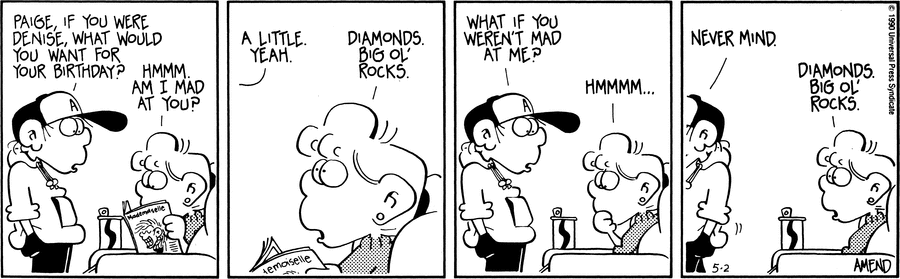 PAIGE, IF YOU WERE
DENISE, WHAT WOULD
YOU WANT FOR
YOUR BIRTHDAY?
HMMM.
AM I MAD
AT YOU?
A
Mademoiselle
A LITTLE.
YEAH.
DIAMONDS.
BIG OL'
ROCKS.
demoiselle
WHAT IF YOU
WEREN'T MAD
AT ME?
HMMMM...
A
NEVER MIND.
DIAMONDS.
BIG OL'
ROCKS.
5-2
AMEND
© 1990 Universal Press Syndicate